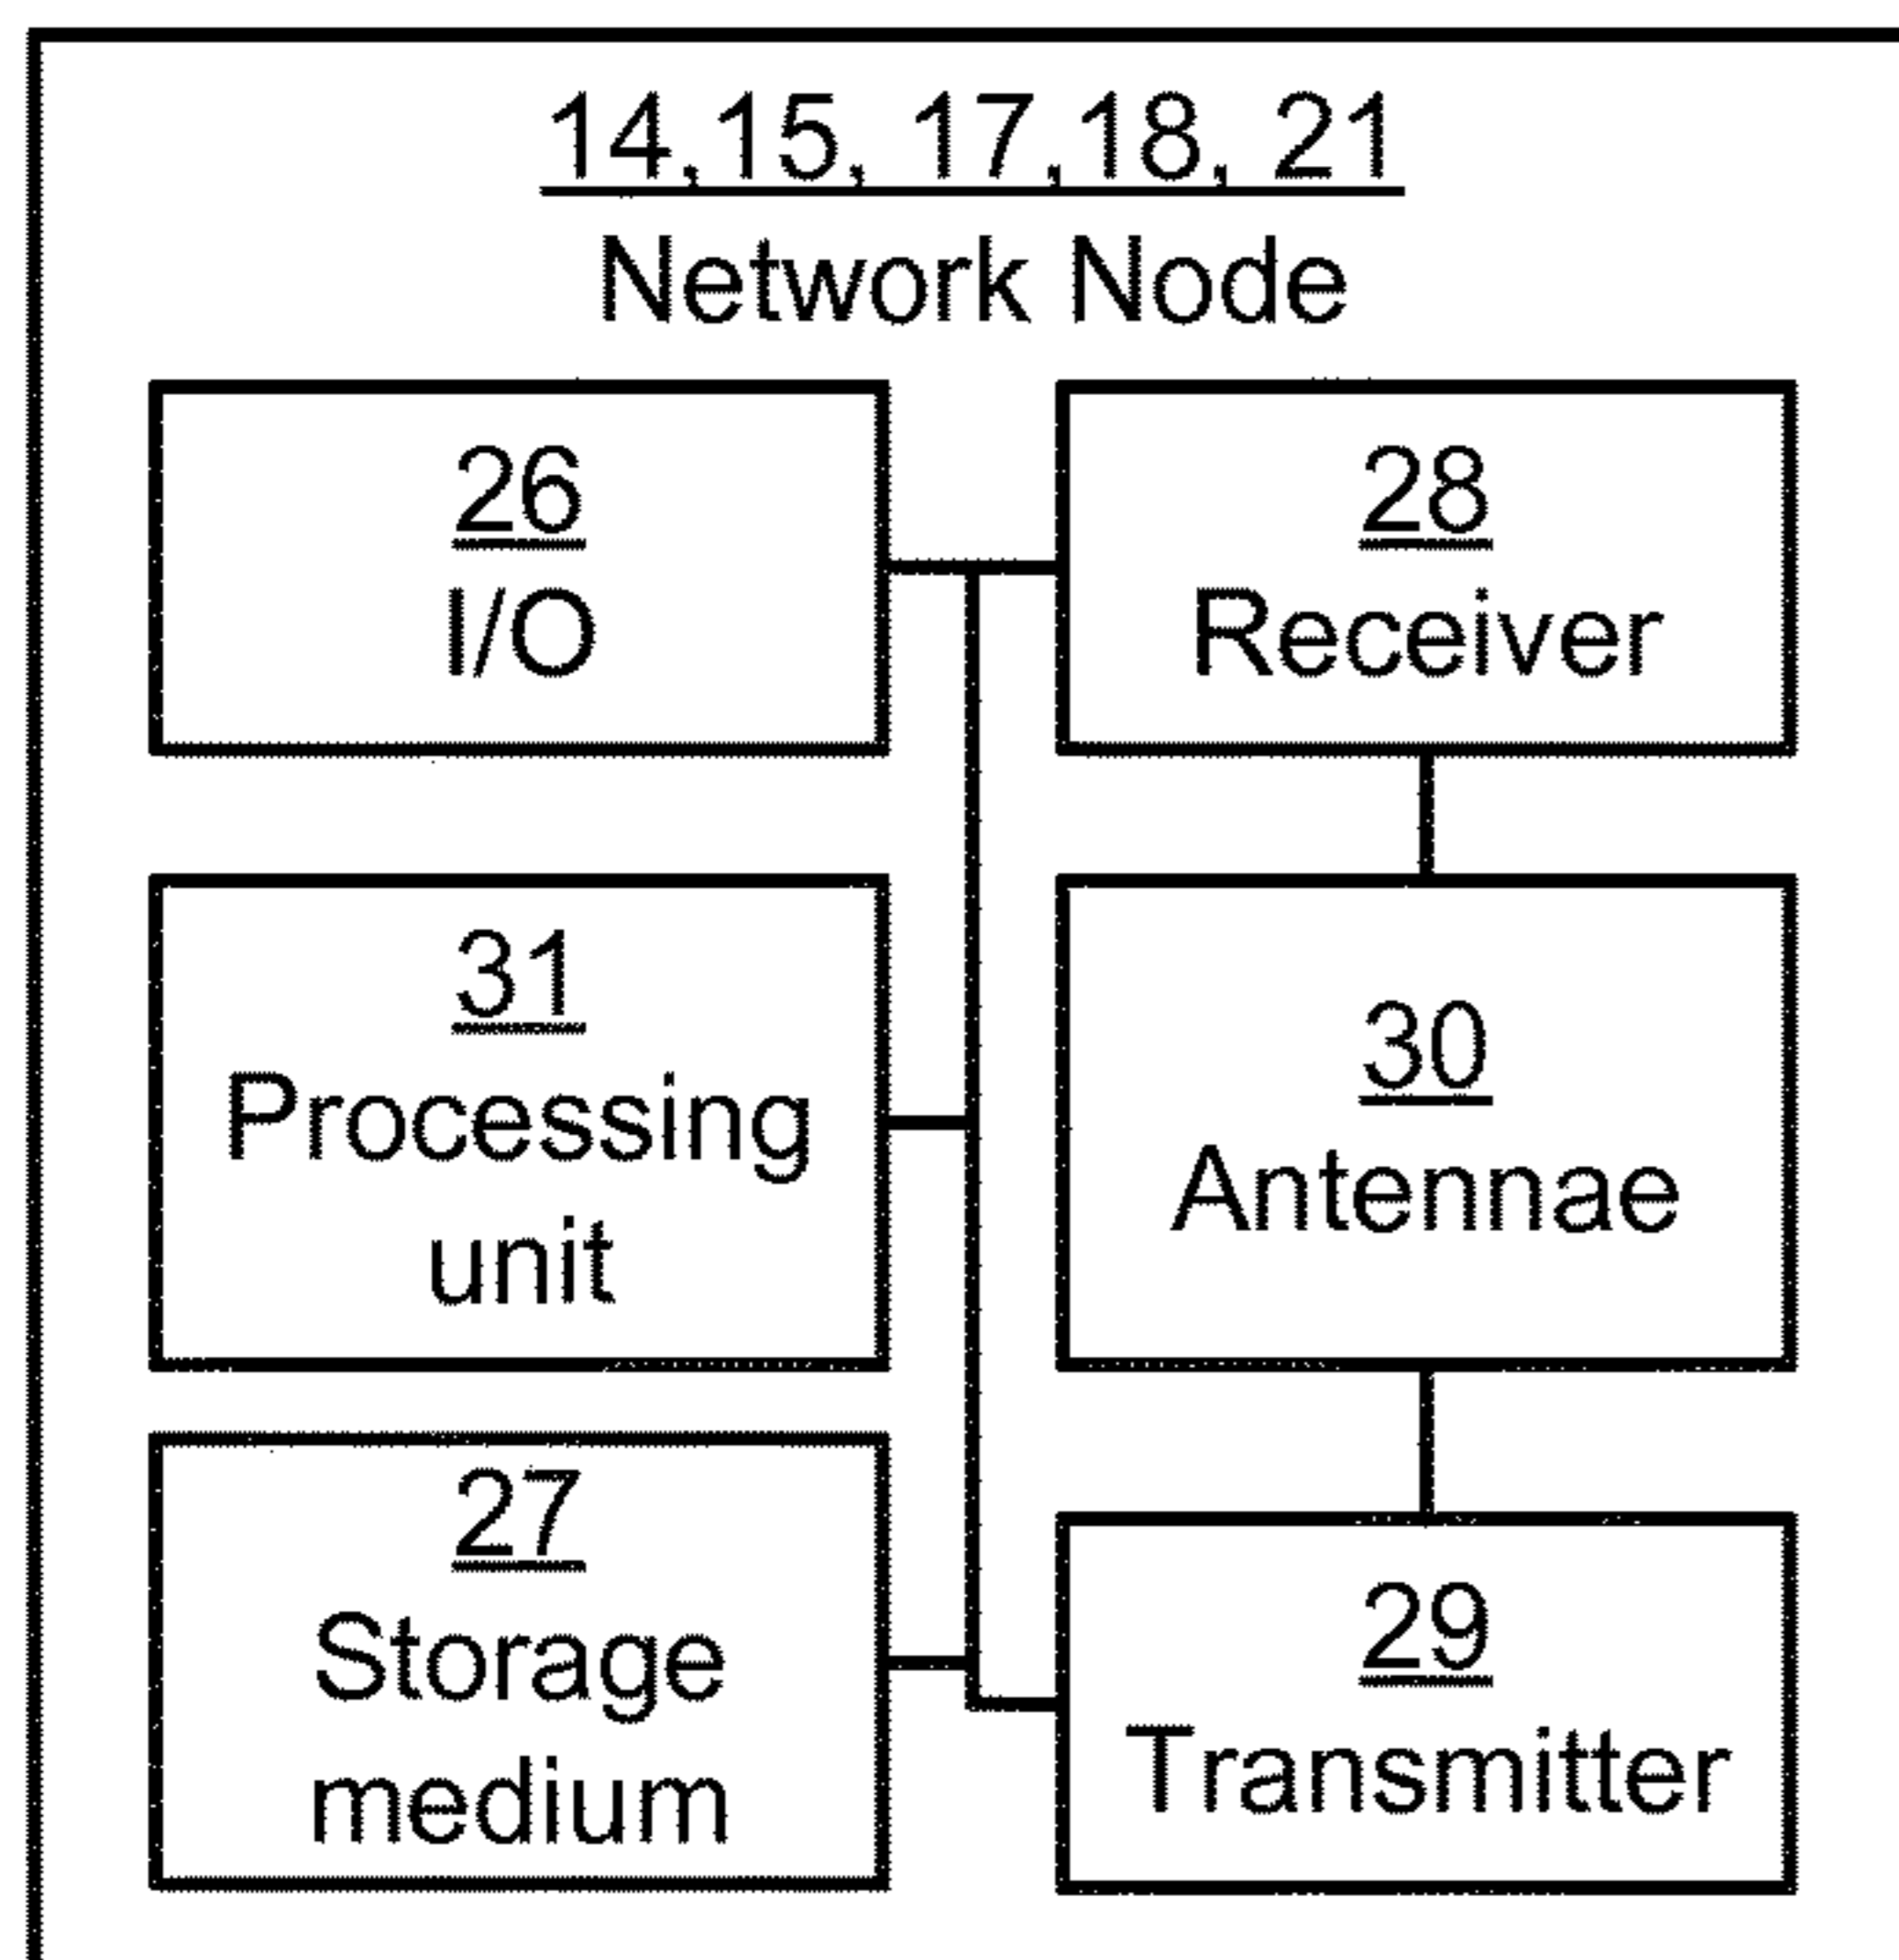 14,15, 17,18, 21
Network Node
26
I/O
28
Receiver
31
Processing
unit
30
Antennae
27
Storage
medium
29
Transmitter